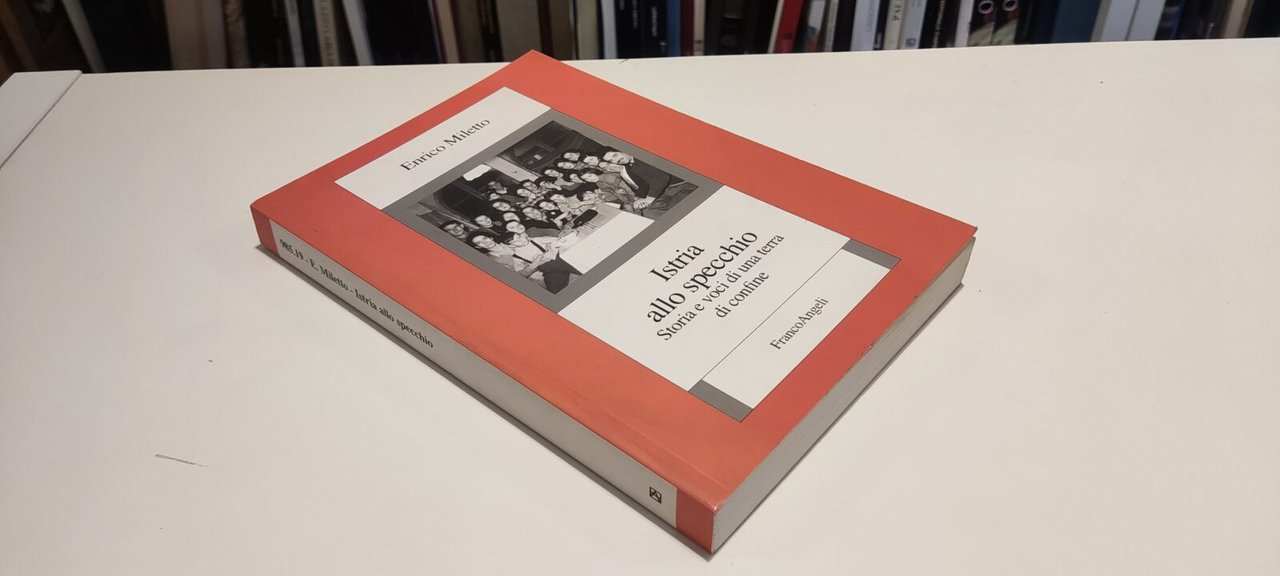 Enrico Miletto
Istria
allo specchio
Storia e voci di una terra
di confine
FrancoAngeli
985.19 - E. Miletto - Istria allo specchio